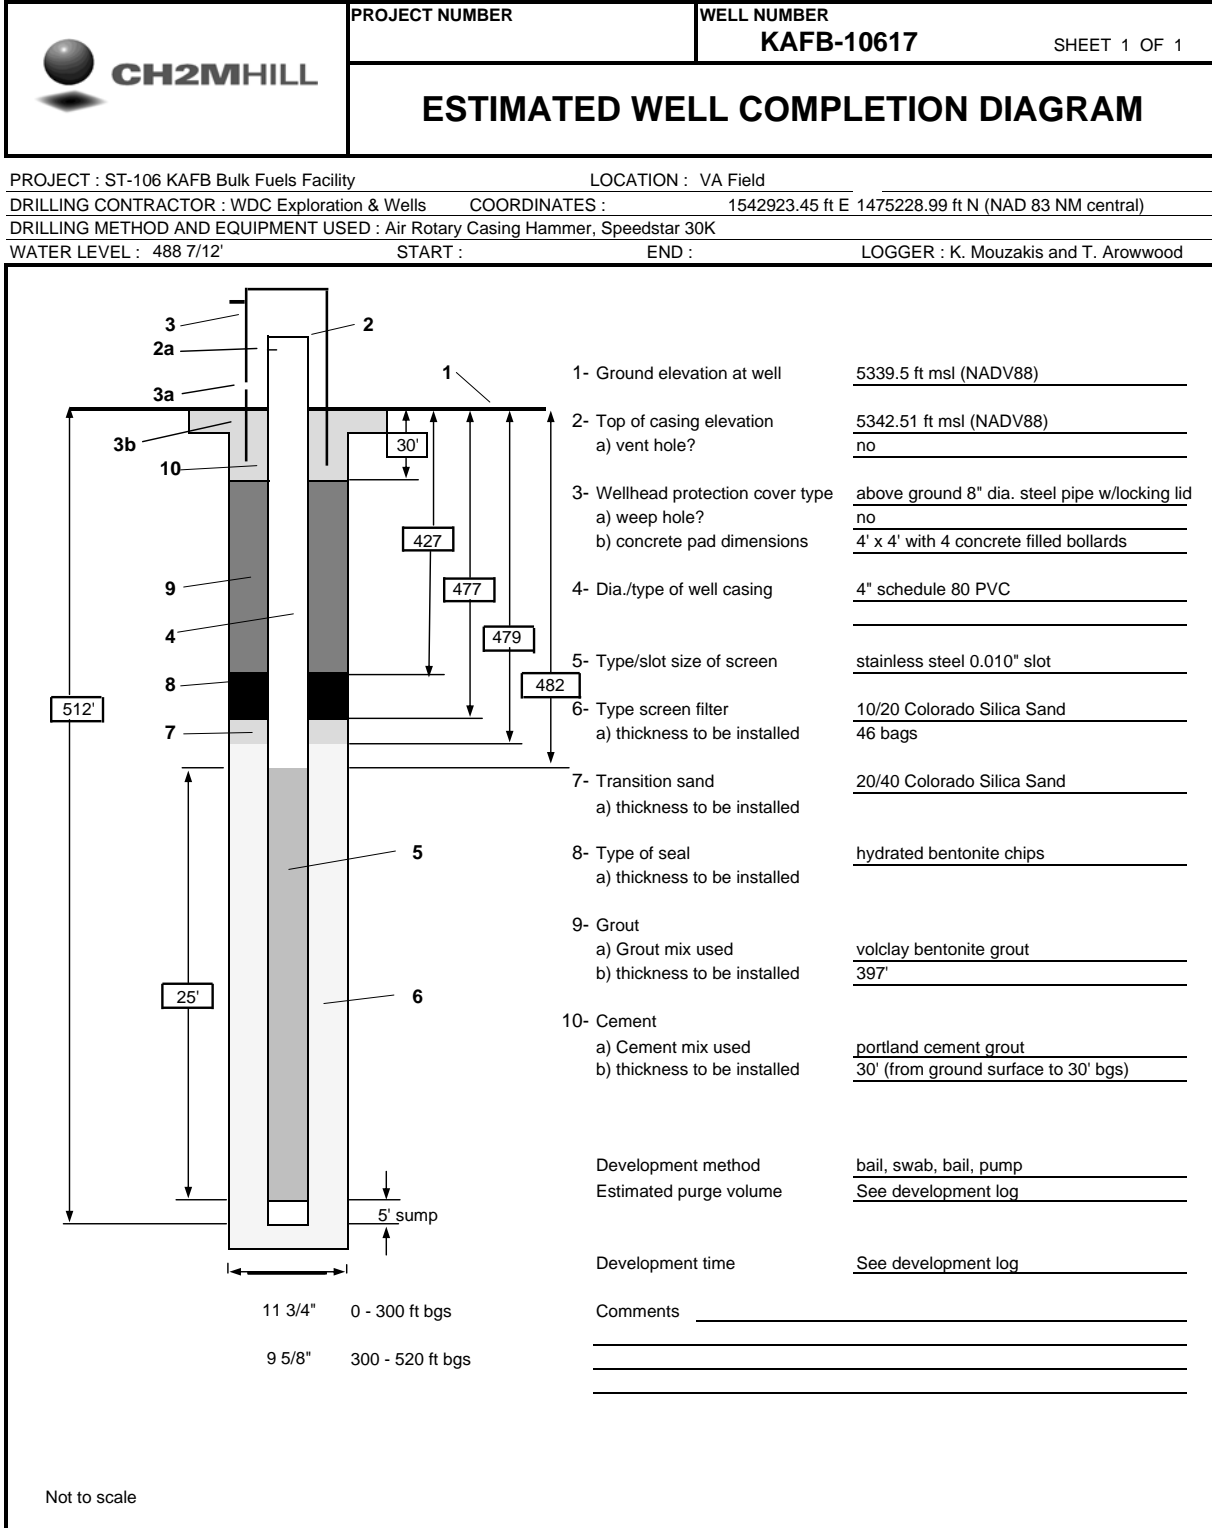 PROJECT NUMBER
WELL NUMBER
KAFB-10617 SHEET 1 OF 1
CH2MHILL
ESTIMATED WELL COMPLETION DIAGRAM
PROJECT : ST-106 KAFB Bulk Fuels Facility LOCATION : VA Field
DRILLING CONTRACTOR : WDC Exploration & Wells COORDINATES : 1542923.45 ft E 1475228.99 ft N (NAD 83 NM central)
DRILLING METHOD AND EQUIPMENT USED : Air Rotary Casing Hammer, Speedstar 30K
WATER LEVEL : 488 7/12' START : END : LOGGER : K. Mouzakis and T. Arowwood
3
2
2a
3a
1
3b
10
30'
427
9
477
4
479
8
482
512'
7
5
25'
6
5' sump
11 3/4" 0 - 300 ft bgs
9 5/8" 300 - 520 ft bgs
1- Ground elevation at well 5339.5 ft msl (NADV88)
2- Top of casing elevation 5342.51 ft msl (NADV88)
a) vent hole? no
3- Wellhead protection cover type above ground 8" dia. steel pipe w/locking lid
a) weep hole? no
b) concrete pad dimensions 4' x 4' with 4 concrete filled bollards
4- Dia./type of well casing 4" schedule 80 PVC
5- Type/slot size of screen stainless steel 0.010" slot
6- Type screen filter 10/20 Colorado Silica Sand
a) thickness to be installed 46 bags
7- Transition sand 20/40 Colorado Silica Sand
a) thickness to be installed
8- Type of seal hydrated bentonite chips
a) thickness to be installed
9- Grout
a) Grout mix used volclay bentonite grout
b) thickness to be installed 397'
10- Cement
a) Cement mix used portland cement grout
b) thickness to be installed 30' (from ground surface to 30' bgs)
Development method bail, swab, bail, pump
Estimated purge volume See development log
Development time See development log
Comments
Not to scale